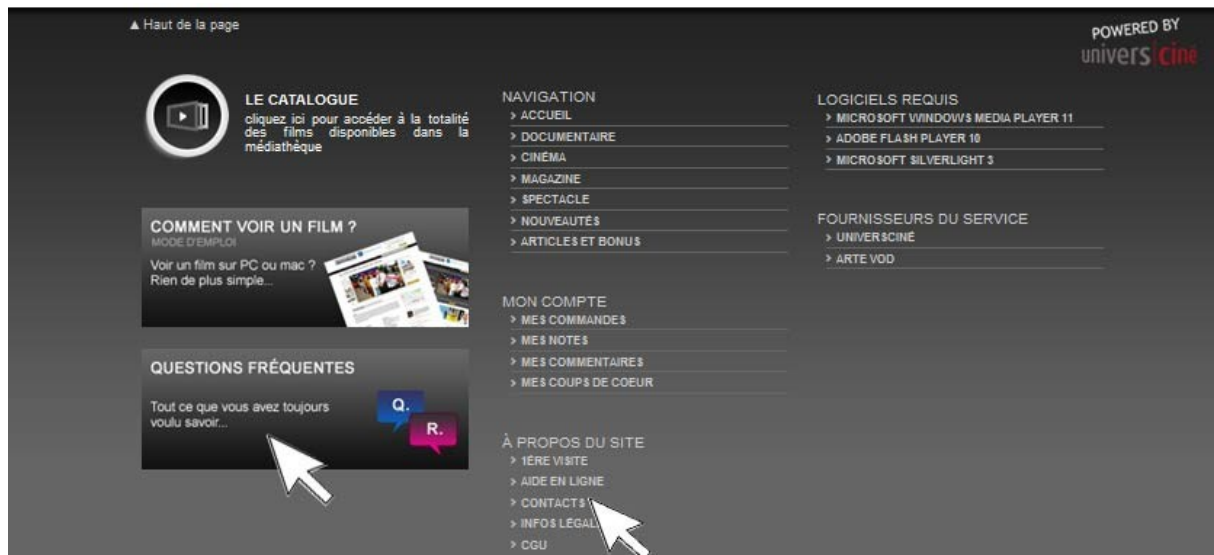 ▲ Haut de la page
POWERED BY
univers ciné
LE CATALOGUE
cliquez ici pour accéder à la totalité
des films disponibles dans la
médiathèque
COMMENT VOIR UN FILM ?
MODE D'EMPLOI
Voir un film sur PC ou mac ?
Rien de plus simple...
QUESTIONS FRÉQUENTES
Tout ce que vous avez toujours
voulu savoir...
Q.
R.
NAVIGATION
> ACCUEIL
> DOCUMENTAIRE
> CINÉMA
> MAGAZINE
> SPECTACLE
> NOUVEAUTÉS
> ARTICLES ET BONUS
MON COMPTE
> MES COMMANDES
> MES NOTES
> MES COMMENTAIRES
> MES COUPS DE COEUR
À PROPOS DU SITE
> 1ÈRE VISITE
> AIDE EN LIGNE
> CONTACTS
> INFOS
> CGU
LOGICIELS REQUIS
> MICROSOFT WINDOWS MEDIA PLAYER 11
> ADOBE FLASH PLAYER 10
> MICROSOFT SILVERLIGHT 3
FOURNISSEURS DU SERVICE
> UNIVERSCINÉ
> ARTE VOD